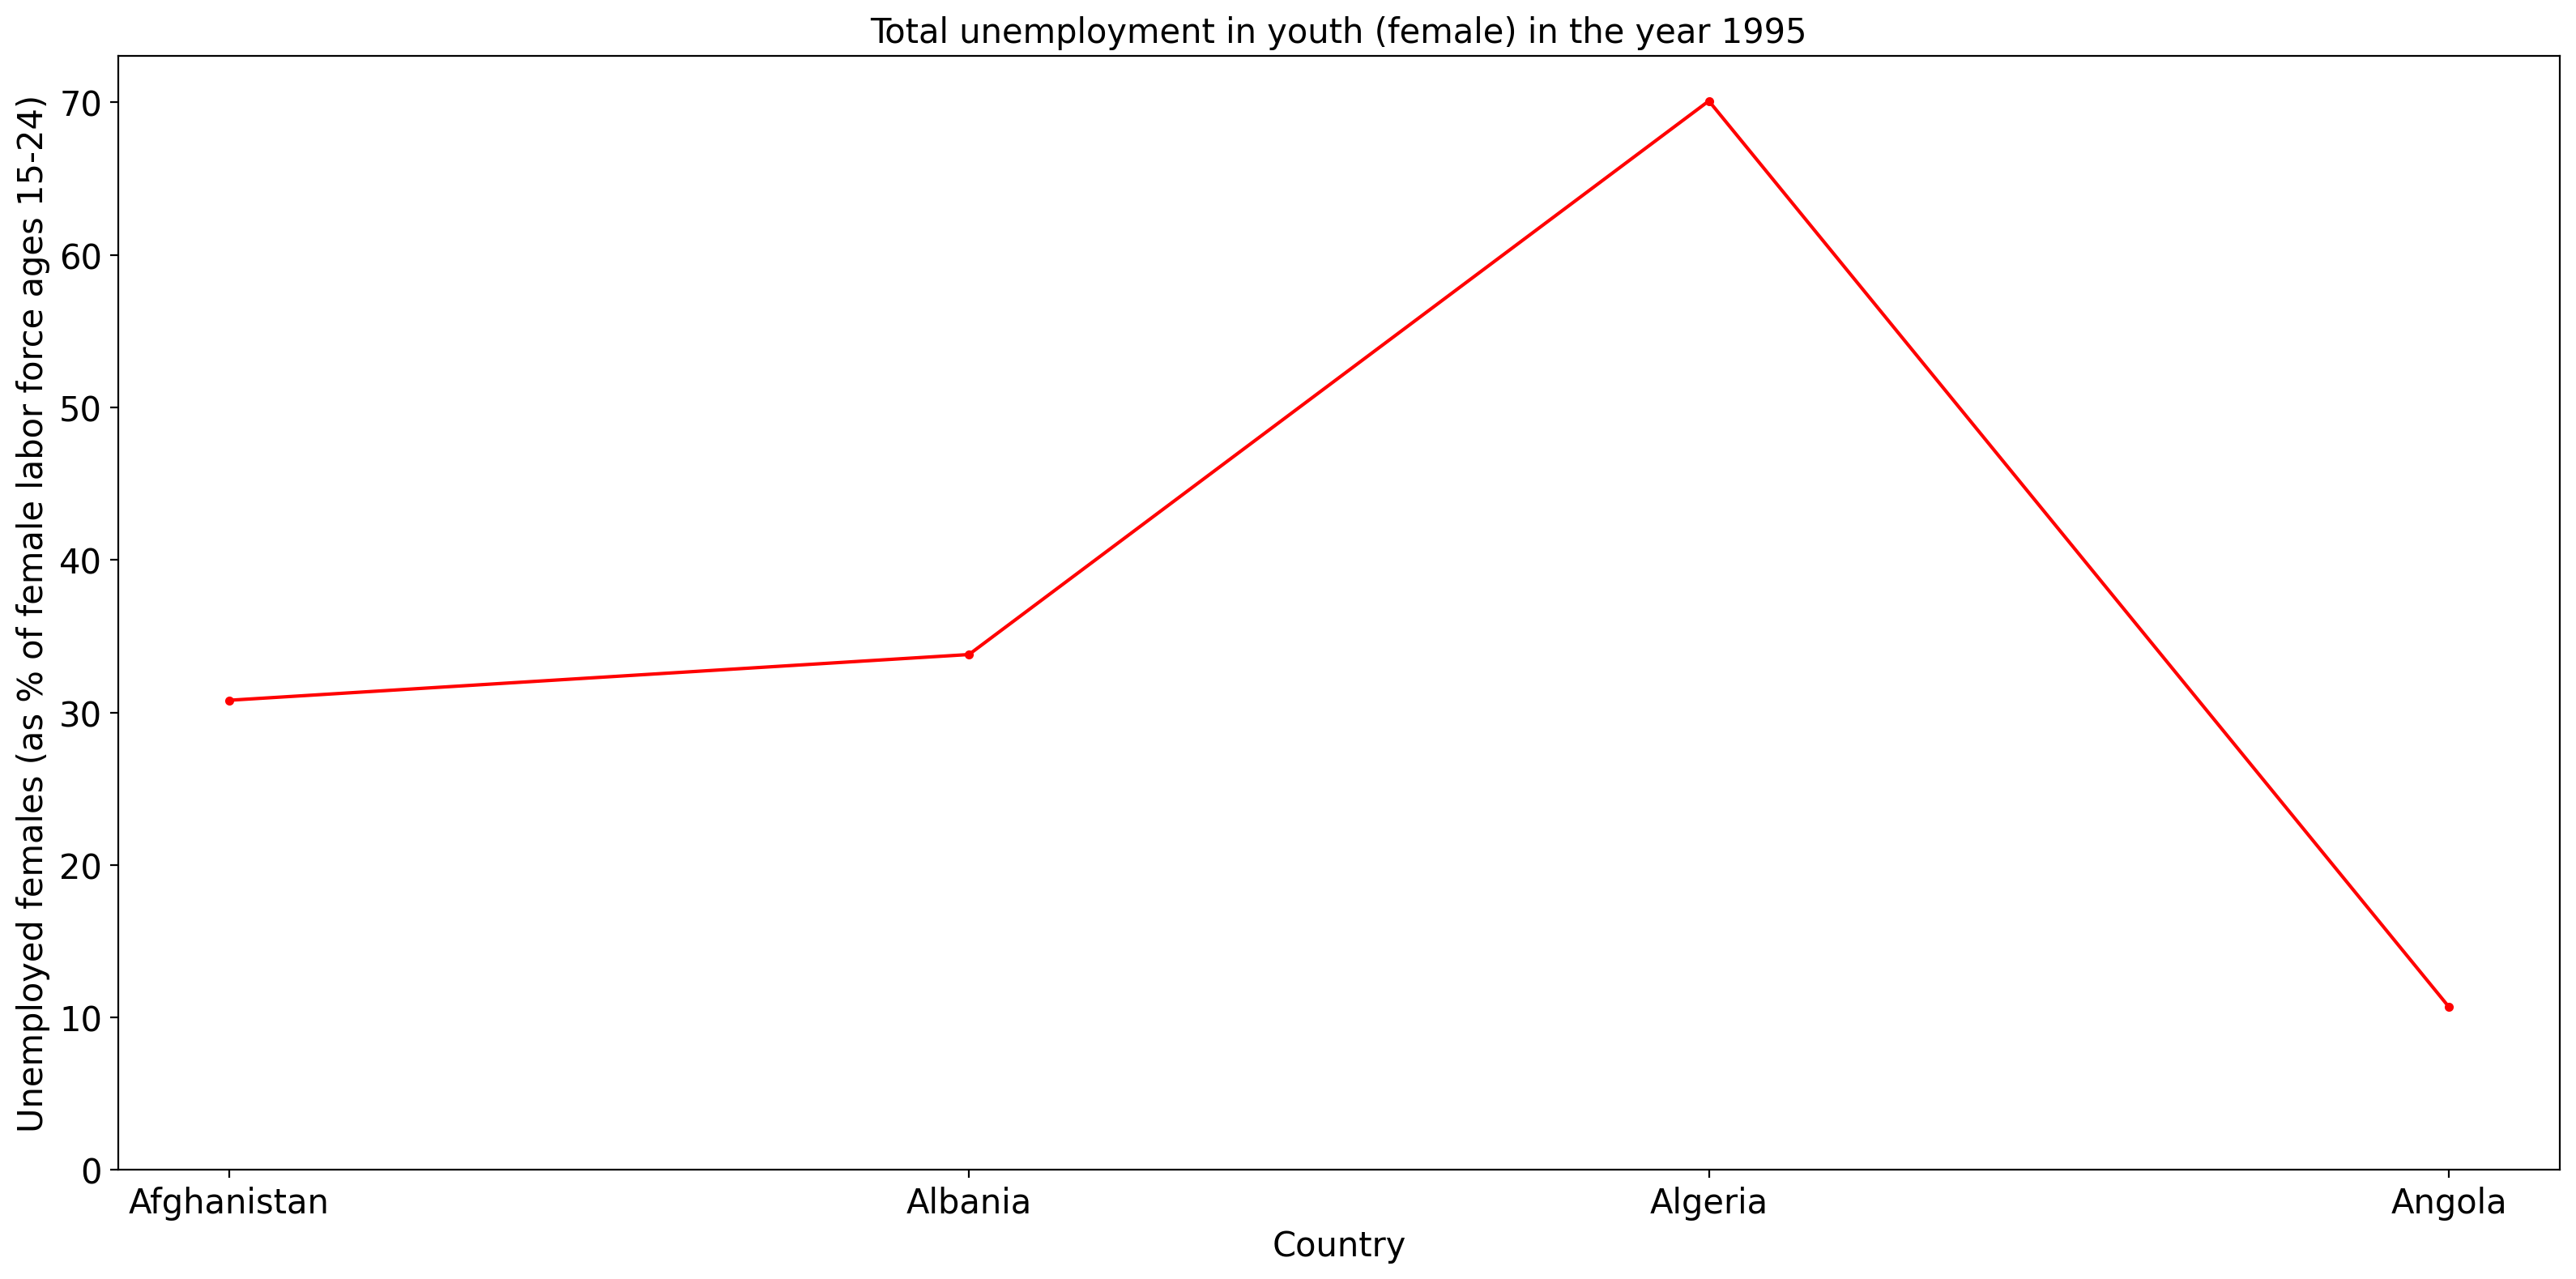 Total unemployment in youth (female) in the year 1995
Unemployed females (as % of female labor force ages 15-24)
70
60
50
40
30
20
10
0
Afghanistan Albania Algeria Angola
Country